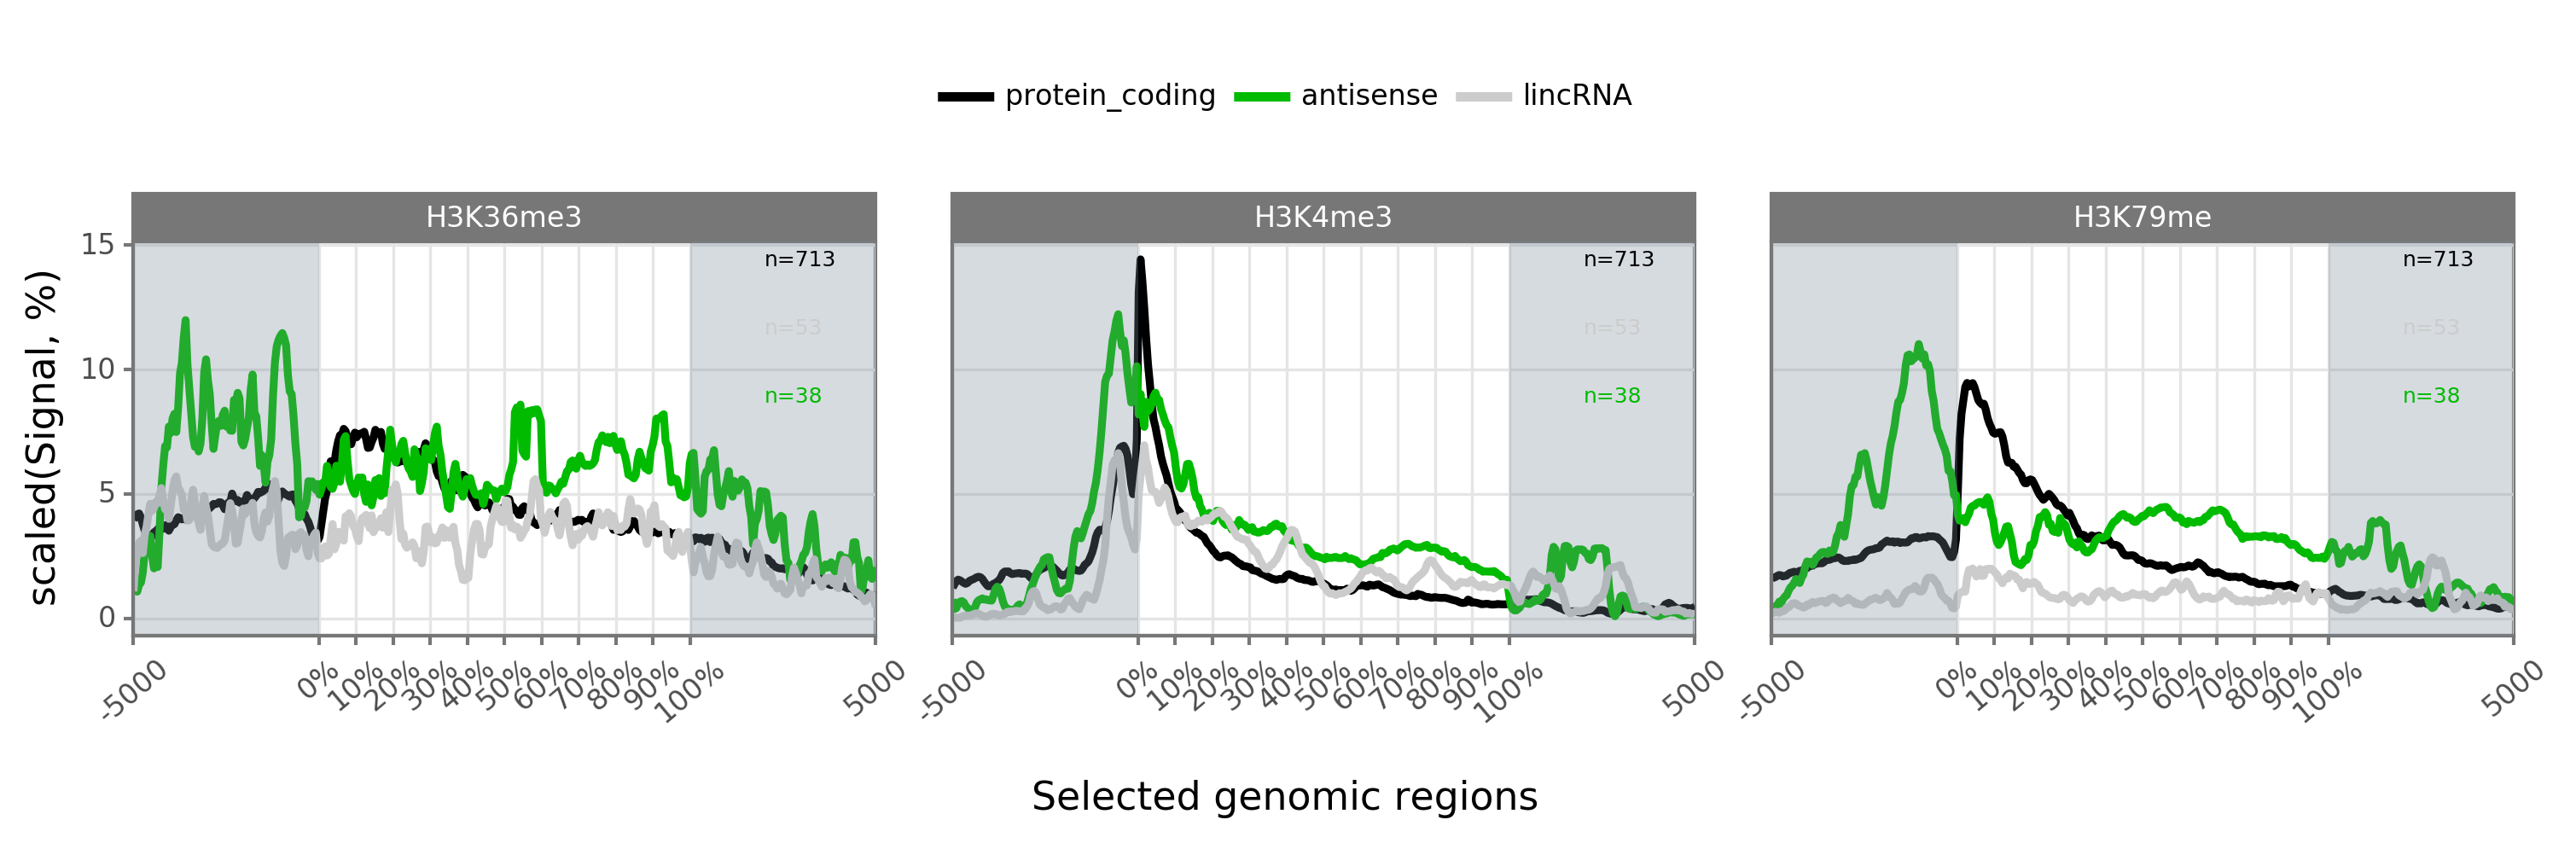 protein_coding antisense lincRNA
H3K36me3 H3K4me3 H3K79me
scaled(Signal, %)
15
10
5
0
n=713
n=53
n=38
n=713
n=53
n=38
n=713
n=53
n=38
-5000 0% 10% 20% 30% 40% 50% 60% 70% 80% 90% 100% 5000
-5000 0% 10% 20% 30% 40% 50% 60% 70% 80% 90% 100% 5000
-5000 0% 10% 20% 30% 40% 50% 60% 70% 80% 90% 100% 5000
Selected genomic regions